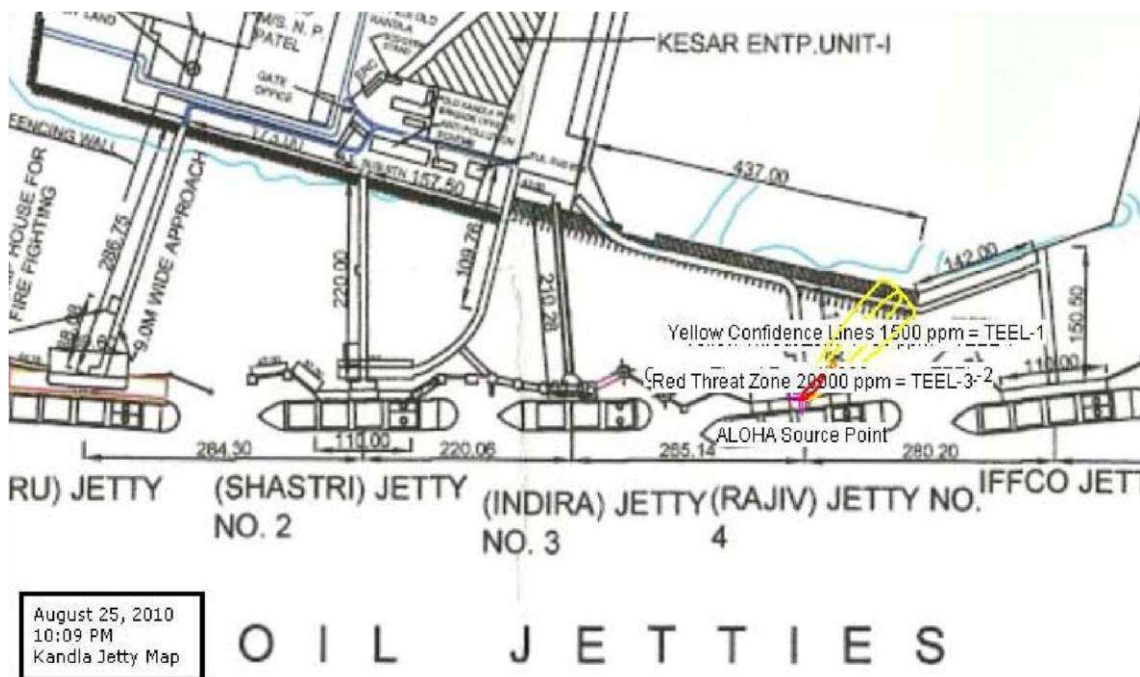 LAND
M/S. N. P.
PATEL
KANDLA
GATE
OFFICE
KESAR ENTP.UNIT-I
437.00
FENCING WALL
157.50
142.00
HOUSE FOR
FIRE FIGHTING
286.75
9.0M WIDE APPROACH
220.00
109.76
210.28
150.50
110.00
Yellow Confidence Lines 1500 ppm = TEEL-1
Red Threat Zone 20000 ppm = TEEL-3
ALOHA Source Point
284.30
110.00
220.06
265.14
280.20
RU) JETTY
(SHASTRI) JETTY
NO. 2
(INDIRA) JETTY
NO. 3
(RAJIV) JETTY NO.
4
IFFCO JETT
August 25, 2010
10:09 PM
Kandla Jetty Map
OIL JETTIES